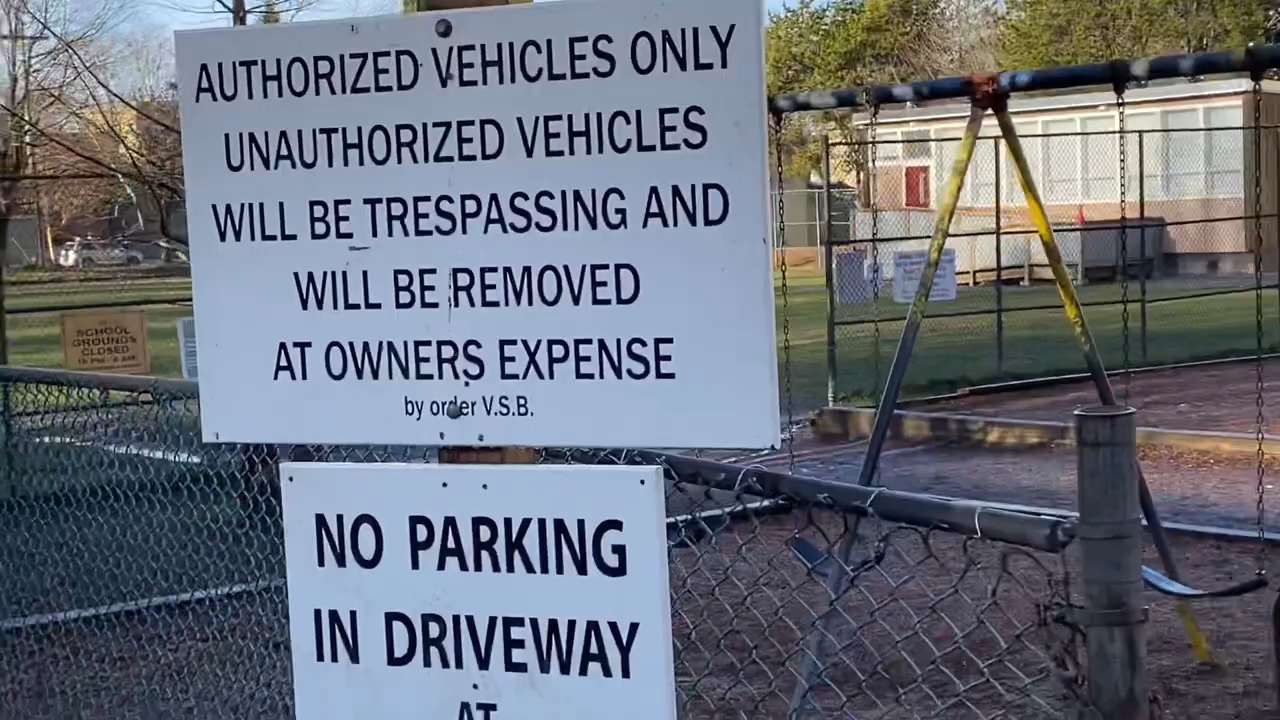 AUTHORIZED VEHICLES ONLY
UNAUTHORIZED VEHICLES
WILL BE TRESPASSING AND
WILL BE REMOVED
AT OWNERS EXPENSE
by order V.S.B.
NO PARKING
IN DRIVEWAY
AT
SCHOOL
GROUNDS
CLOSED